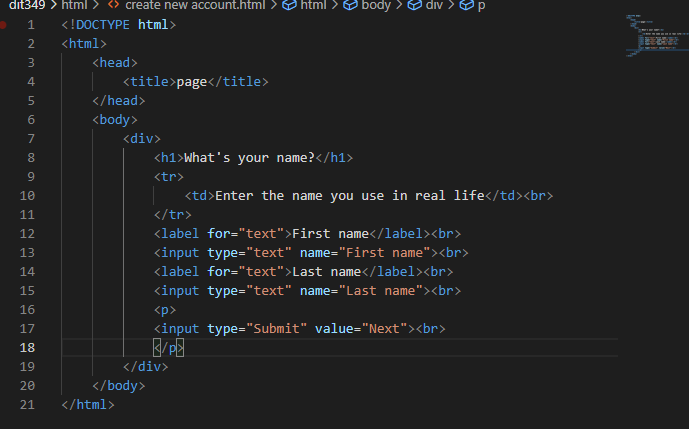 dit349 > html > <> create new account.html > html > body > div > p
1 <!DOCTYPE html>
2 <html>
3 <head>
4 <title>page</title>
5 </head>
6 <body>
7 <div>
8 <h1>What's your name?</h1>
9 <tr>
10 <td>Enter the name you use in real life</td><br>
11 </tr>
12 <label for="text">First name</label><br>
13 <input type="text" name="First name"><br>
14 <label for="text">Last name</label><br>
15 <input type="text" name="Last name"><br>
16 <p>
17 <input type="Submit" value="Next"><br>
18 </p>
19 </div>
20 </body>
21 </html>